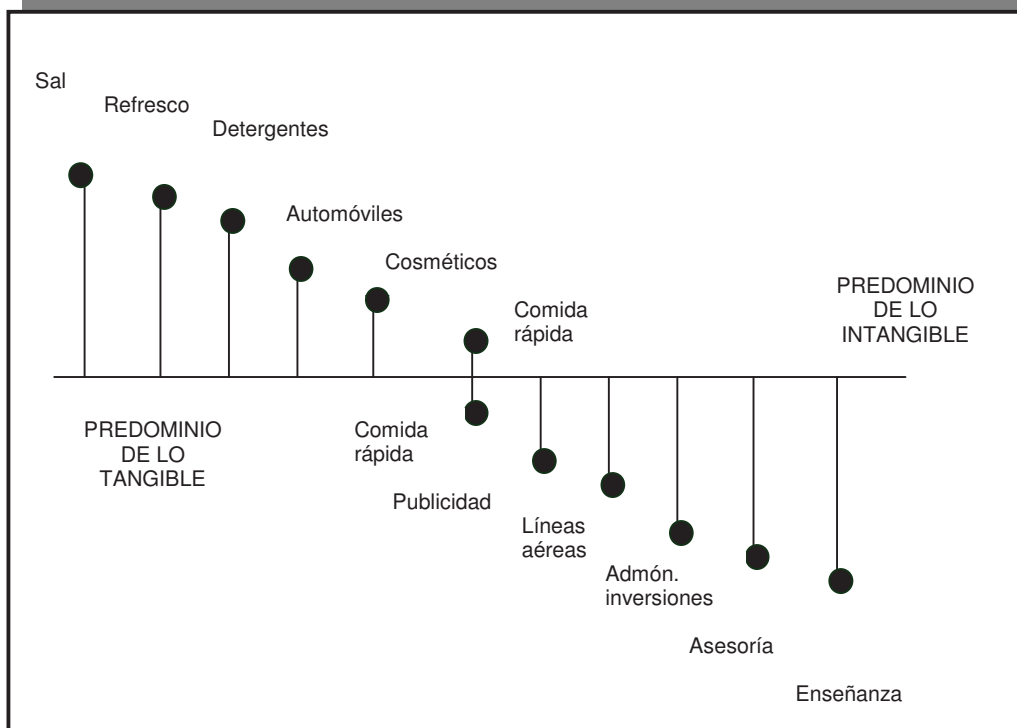 Sal
Refresco
Detergentes
Automóviles
Cosméticos
Comida
rápida
PREDOMINIO
DE LO
INTANGIBLE
PREDOMINIO
DE LO
TANGIBLE
Comida
rápida
Publicidad
Líneas
aéreas
Admón.
inversiones
Asesoría
Enseñanza